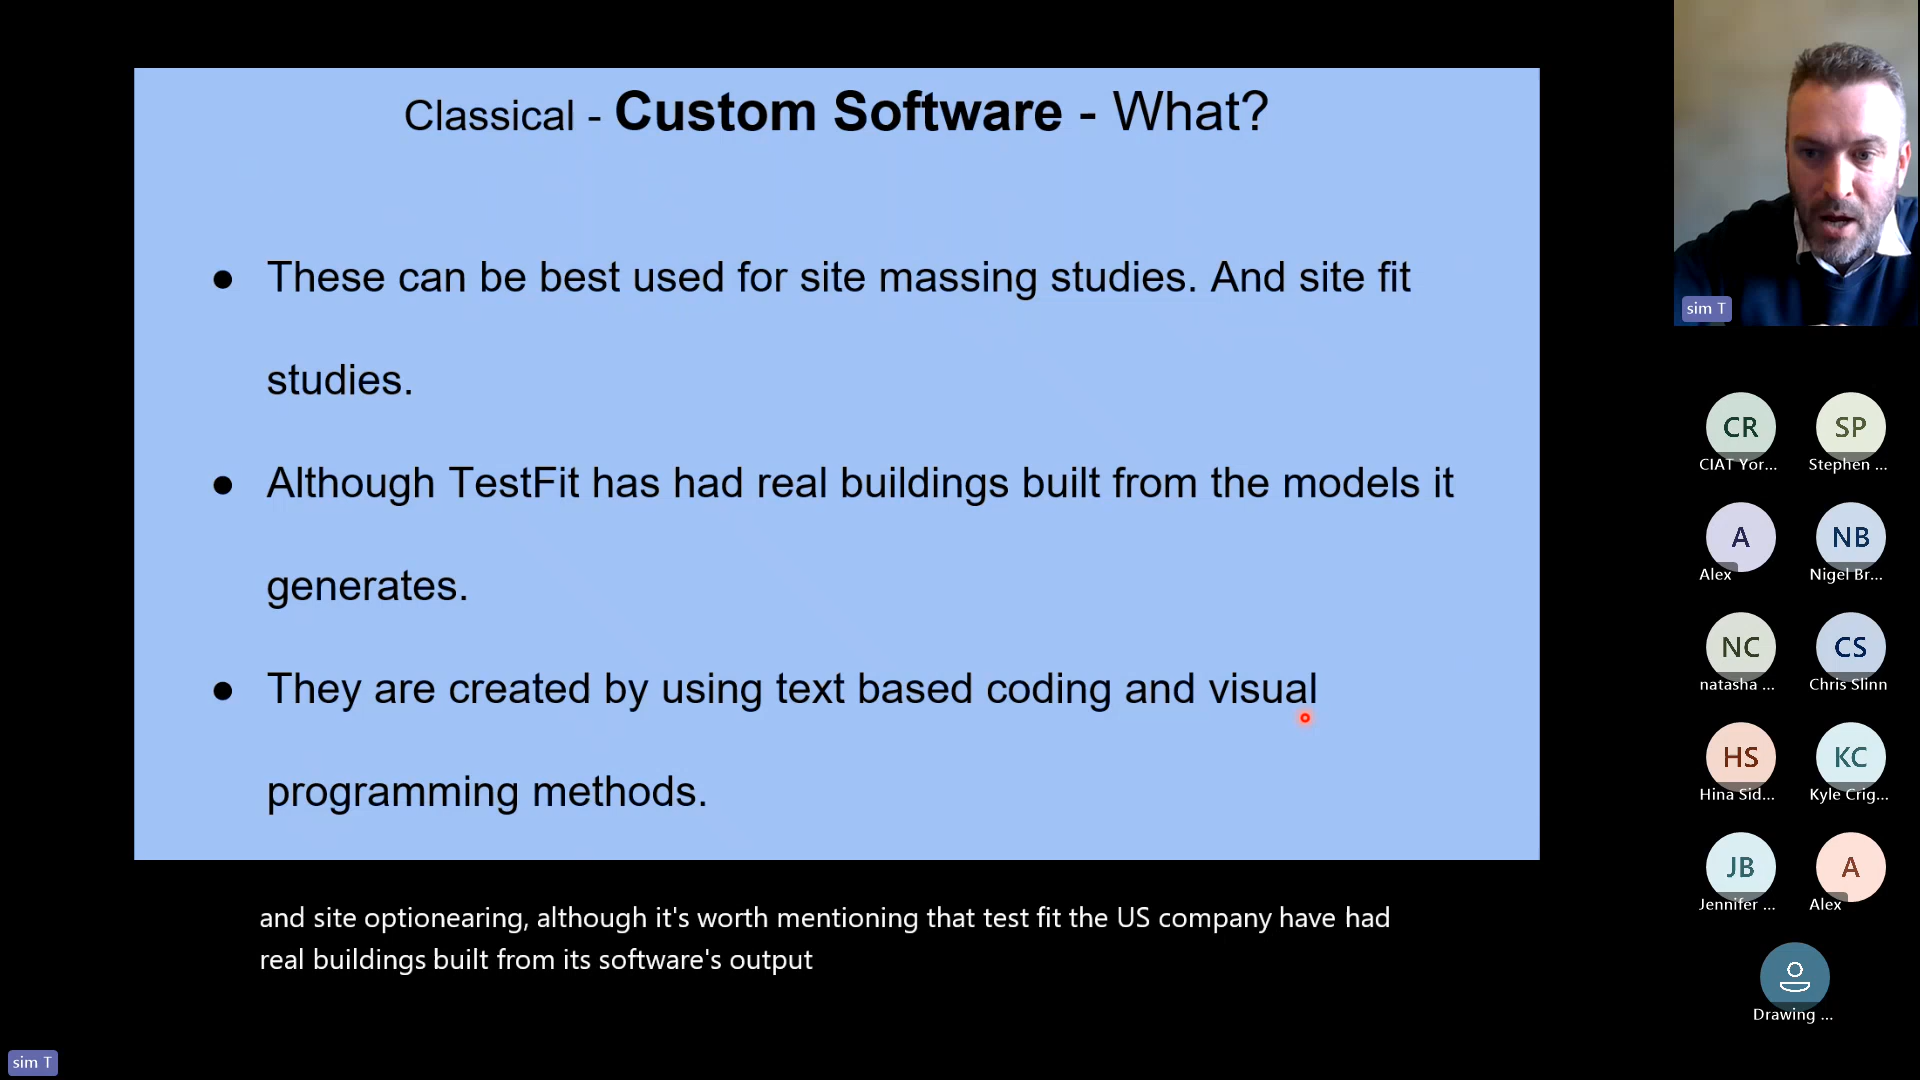 Classical - Custom Software - What?
● These can be best used for site massing studies. And site fit
studies.
● Although TestFit has had real buildings built from the models it
generates.
● They are created by using text based coding and visual
programming methods.
and site optionearing, although it's worth mentioning that test fit the US company have had
real buildings built from its software's output
sim T
sim T
CR
CIAT Yor...
SP
Stephen ...
A
Alex
NB
Nigel Br...
NC
natasha ...
CS
Chris Slinn
HS
Hina Sid...
KC
Kyle Crig...
JB
Jennifer ...
A
Alex
Drawing ...